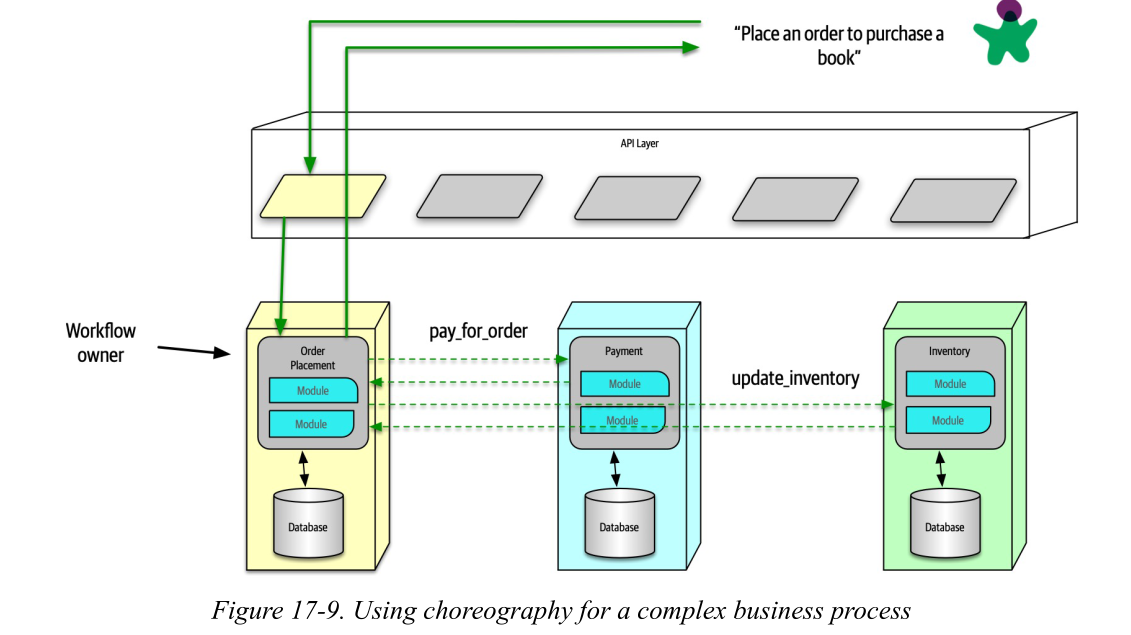 “Place an order to purchase a
book”
API Layer
Workflow
owner
pay_for_order
update_inventory
Order
Placement
Module
Module
Database
Payment
Module
Module
Database
Inventory
Module
Module
Database
Figure 17-9. Using choreography for a complex business process